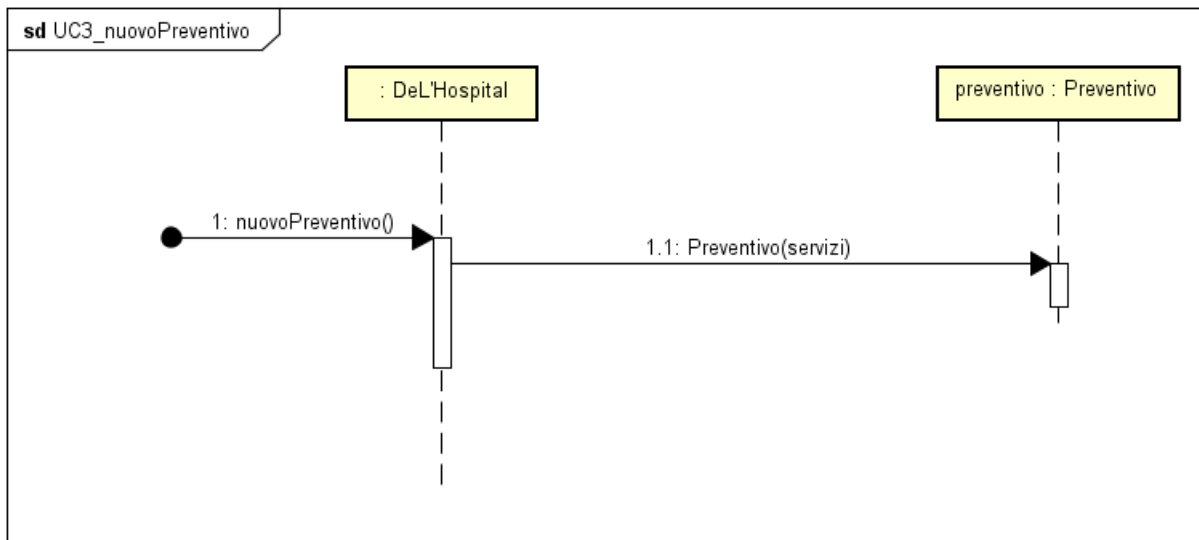 sd UC3_nuovoPreventivo
: DeL'Hospital
preventivo : Preventivo
1: nuovoPreventivo()
1.1: Preventivo(servizi)